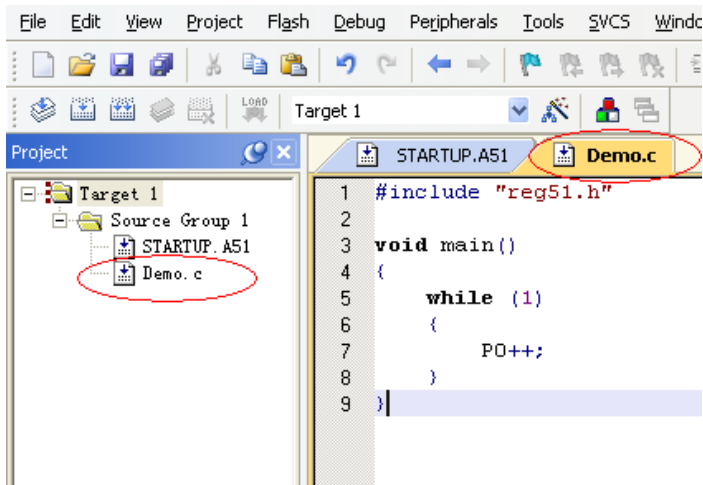 File Edit View Project Flash Debug Peripherals Tools SVCS Windo
LOAD Target 1
Project
Target 1
Source Group 1
STARTUP.A51
Demo.c
STARTUP.A51 Demo.c
1 #include "reg51.h"
2
3 void main()
4 {
5 while (1)
6 {
7 P0++;
8 }
9 }